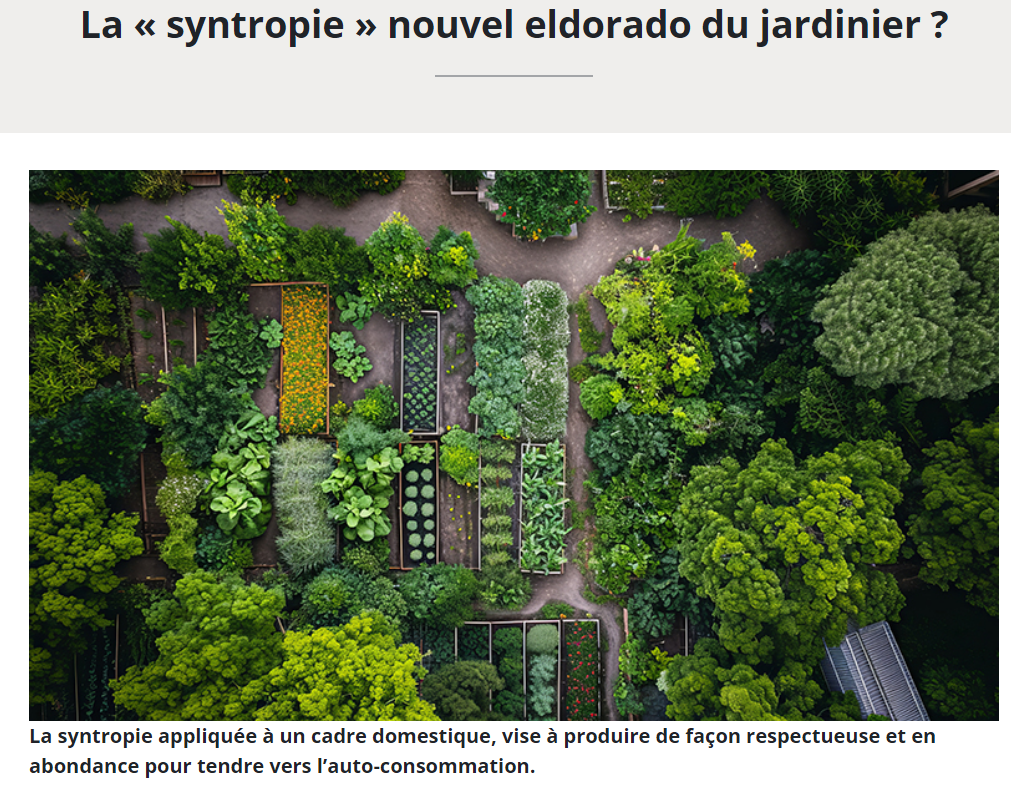 La « syntropie » nouvel eldorado du jardinier ?
La syntropie appliquée à un cadre domestique, vise à produire de façon respectueuse et en
abondance pour tendre vers l’auto-consommation.